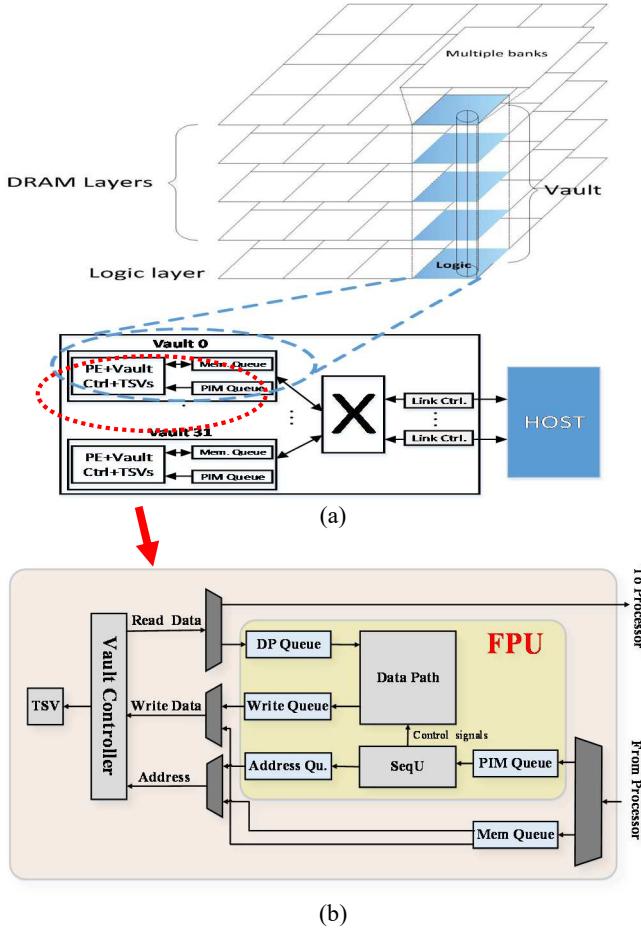 Multiple banks
DRAM Layers
Vault
Logic layer
Logic
Vault 0
PE+Vault
Ctrl+TSVs
Mem. Queue
PIM Queue
Vault 31
PE+Vault
Ctrl+TSVs
Mem. Queue
PIM Queue
X
Link Ctrl.
Link Ctrl.
HOST
(a)
To Processor
Read Data
DP Queue
FPU
Data Path
TSV
Vault Controller
Write Data
Write Queue
Control signals
Address
Address Qu.
SeqU
PIM Queue
From Processor
Mem Queue
(b)